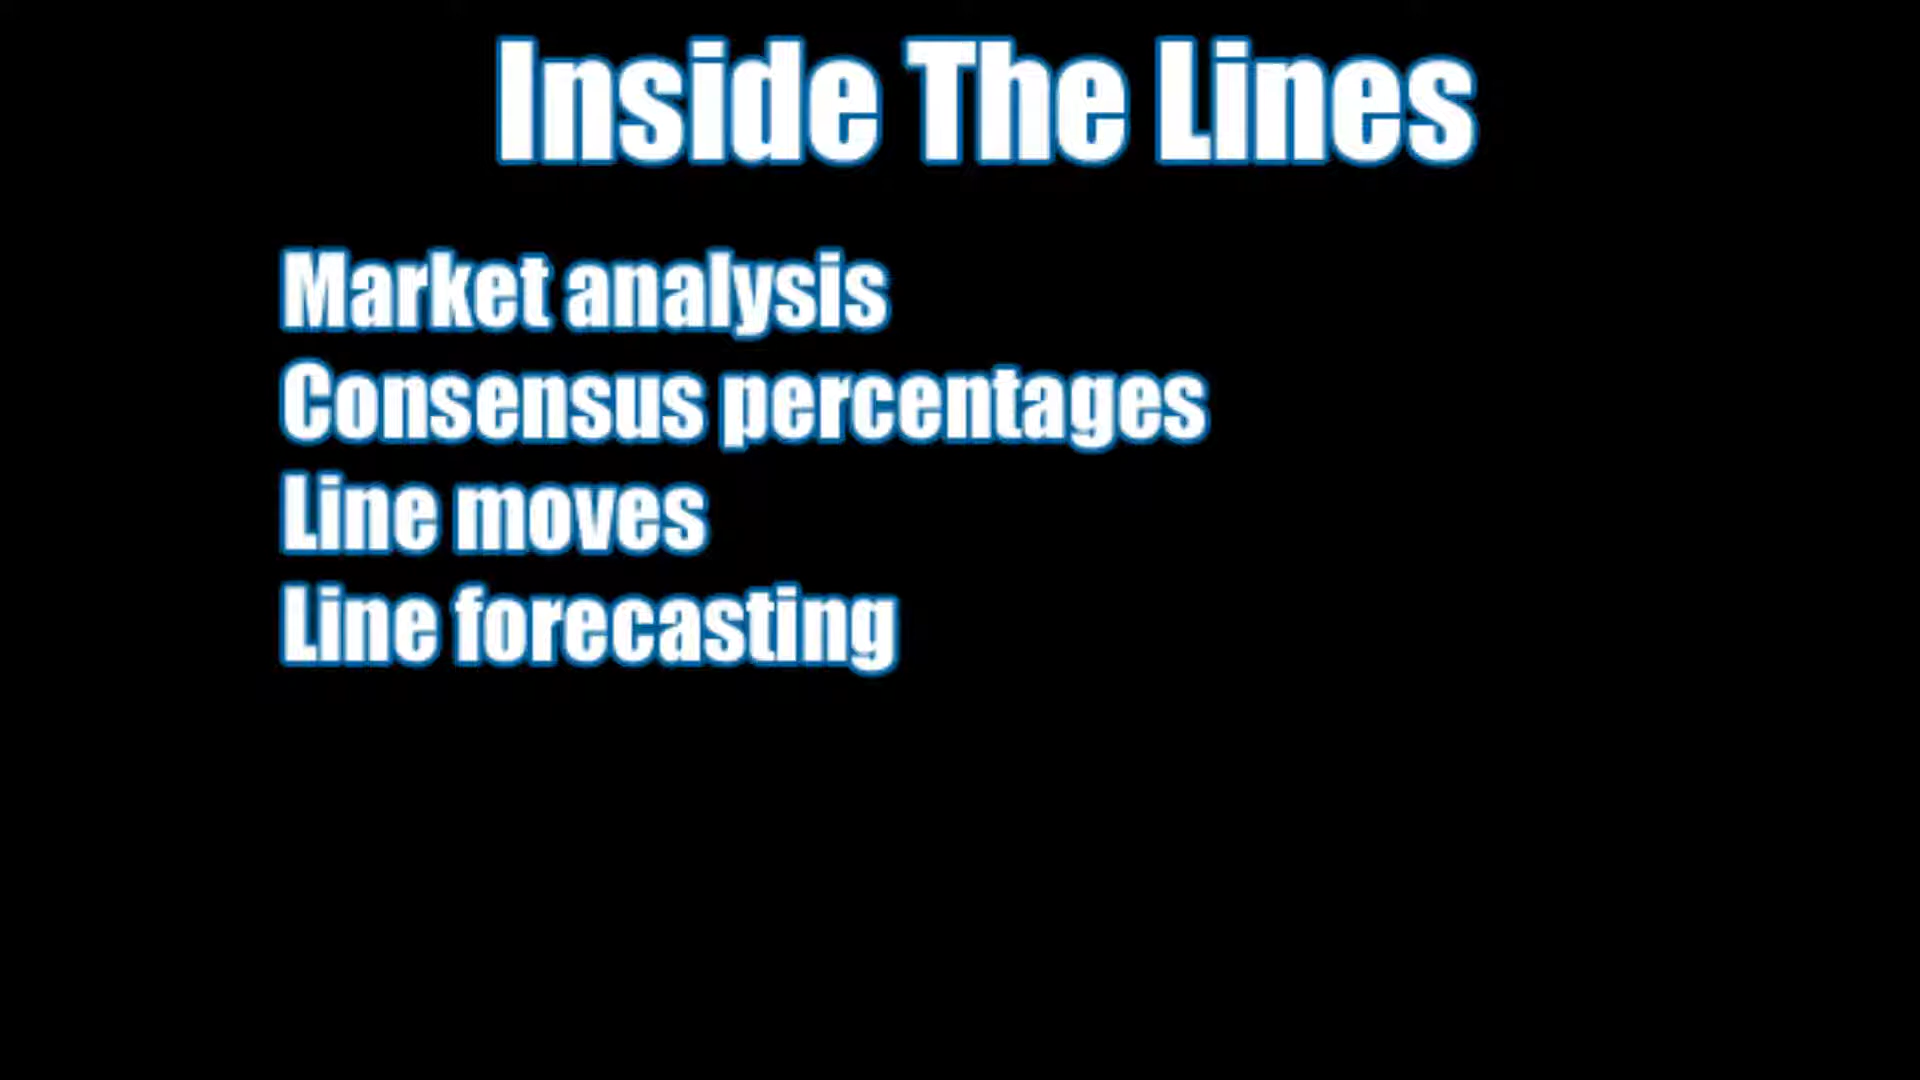 Inside The Lines
Market analysis
Consensus percentages
Line moves
Line forecasting